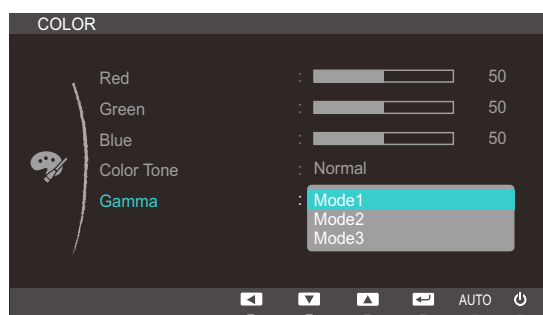 COLOR
Red : 50
Green : 50
Blue : 50
Color Tone : Normal
Gamma : Mode1
Mode2
Mode3
AUTO